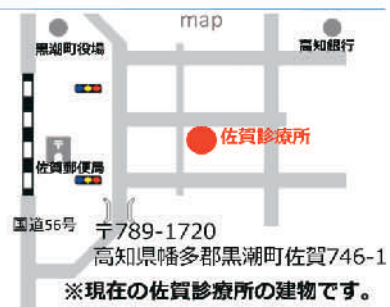 map
黒潮町役場
高知銀行
佐賀診療所
〒
佐賀郵便局
国道56号
〒789-1720
高知県幡多郡黒潮町佐賀746-1
※現在の佐賀診療所の建物です。